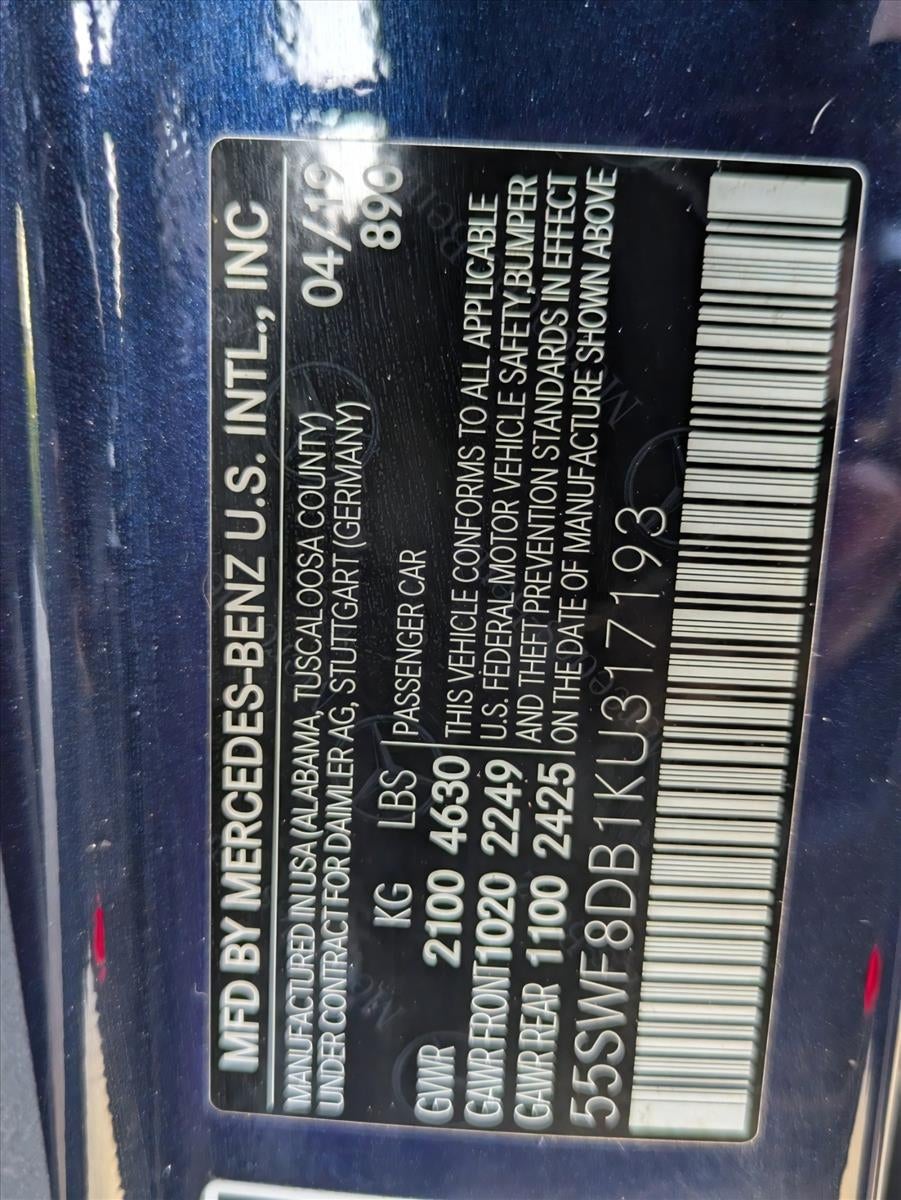 MFD BY MERCEDES-BENZ U.S. INTL., INC
MANUFACTURED IN USA (ALABAMA, TUSCALOOSA COUNTY) 04/19
UNDER CONTRACT FOR DAIMLER AG, STUTTGART (GERMANY) 890
KG LBS PASSENGER CAR
GVWR 2100 4630 THIS VEHICLE CONFORMS TO ALL APPLICABLE
GAWR FRONT 1020 2249 U.S. FEDERAL MOTOR VEHICLE SAFETY,BUMPER
AND THEFT PREVENTION STANDARDS IN EFFECT
GAWR REAR 1100 2425 ON THE DATE OF MANUFACTURE SHOWN ABOVE
55SWF8DB1KU317193